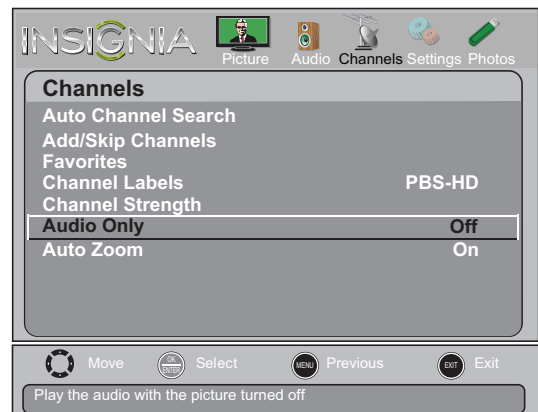 INSIGNIA
Picture Audio Channels Settings Photos
Channels
Auto Channel Search
Add/Skip Channels
Favorites
Channel Labels PBS-HD
Channel Strength
Audio Only Off
Auto Zoom On
Move OK ENTER Select MENU Previous EXIT Exit
Play the audio with the picture turned off